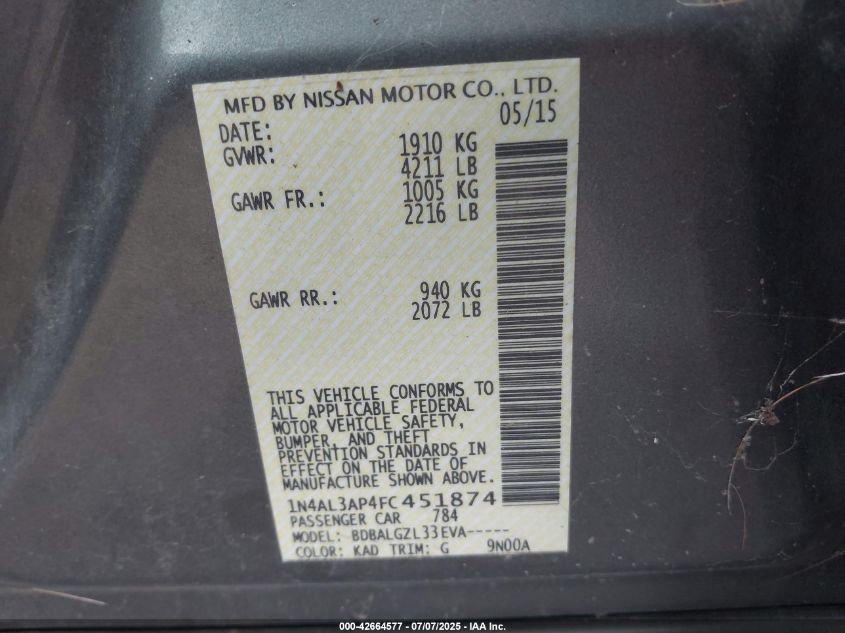 MFD BY NISSAN MOTOR CO., LTD.
DATE: 05/15
GVWR: 1910 KG
4211 LB
GAWR FR.: 1005 KG
2216 LB
GAWR RR.: 940 KG
2072 LB
THIS VEHICLE CONFORMS TO
ALL APPLICABLE FEDERAL
MOTOR VEHICLE SAFETY,
BUMPER, AND THEFT
PREVENTION STANDARDS IN
EFFECT ON THE DATE OF
MANUFACTURE SHOWN ABOVE.
1N4AL3AP4FC451874
PASSENGER CAR 784
MODEL: BDBALGZL33EVA-----
COLOR: KAD TRIM: G 9N00A
000-42664577 - 07/07/2025 - IAA Inc.